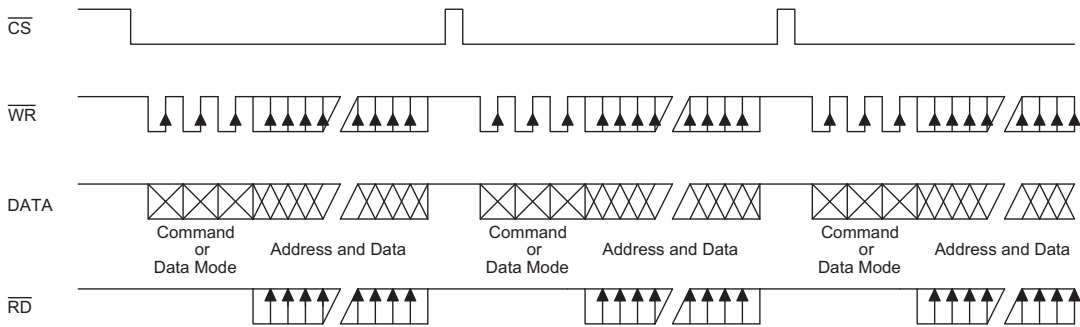 CS
WR
DATA
Command
or
Data Mode
Address and Data
Command
or
Data Mode
Address and Data
Command
or
Data Mode
Address and Data
RD